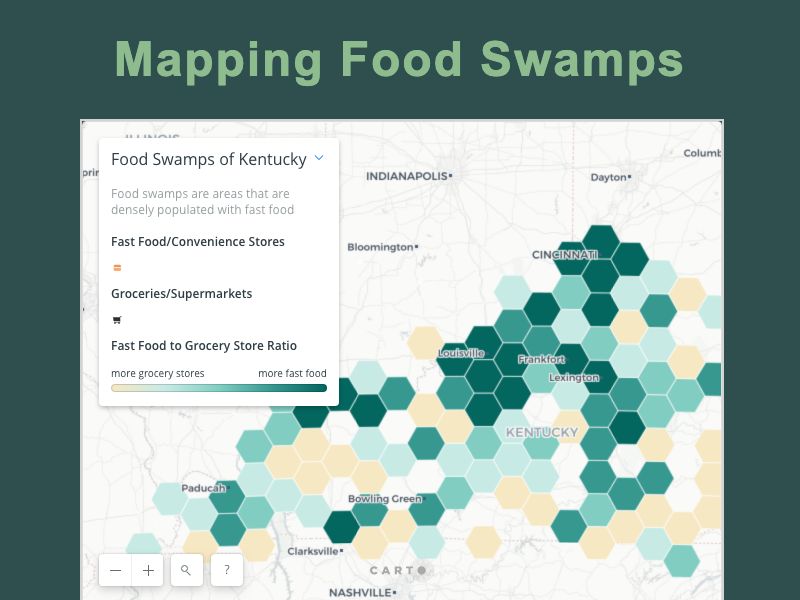 Mapping Food Swamps
ILLINOIS
Food Swamps of Kentucky
Food swamps are areas that are
densely populated with fast food
Fast Food/Convenience Stores
Groceries/Supermarkets
Fast Food to Grocery Store Ratio
more grocery stores more fast food
Columb
prin
INDIANAPOLIS
Dayton
Bloomington
CINCINNATI
Louisville
Frankfort
Lexington
KENTUCKY
Paducah
Bowling Green
Clarksville
CART
NASHVILLE
?